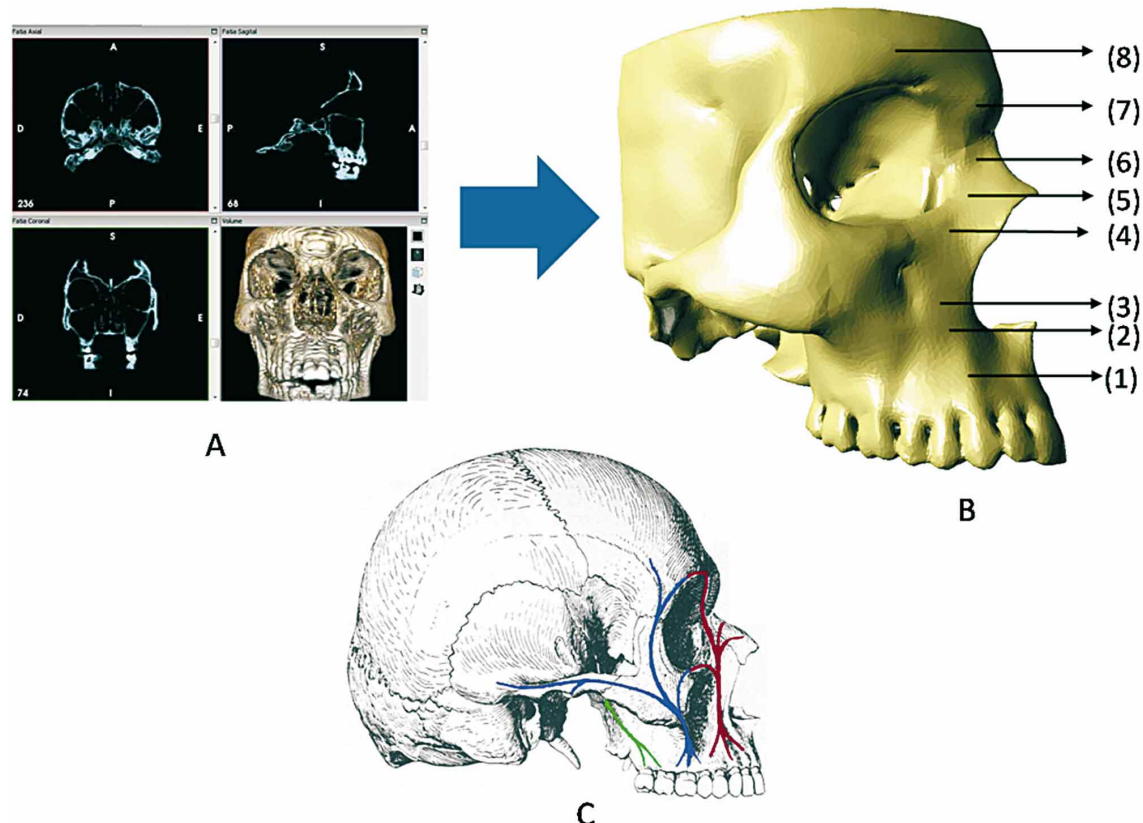 Fatia Axial
A
D
E
236
P
Fatia Sagital
S
P
A
68
I
Fatia Coronal
S
D
E
74
I
Volume
A
(8)
(7)
(6)
(5)
(4)
(3)
(2)
(1)
B
C